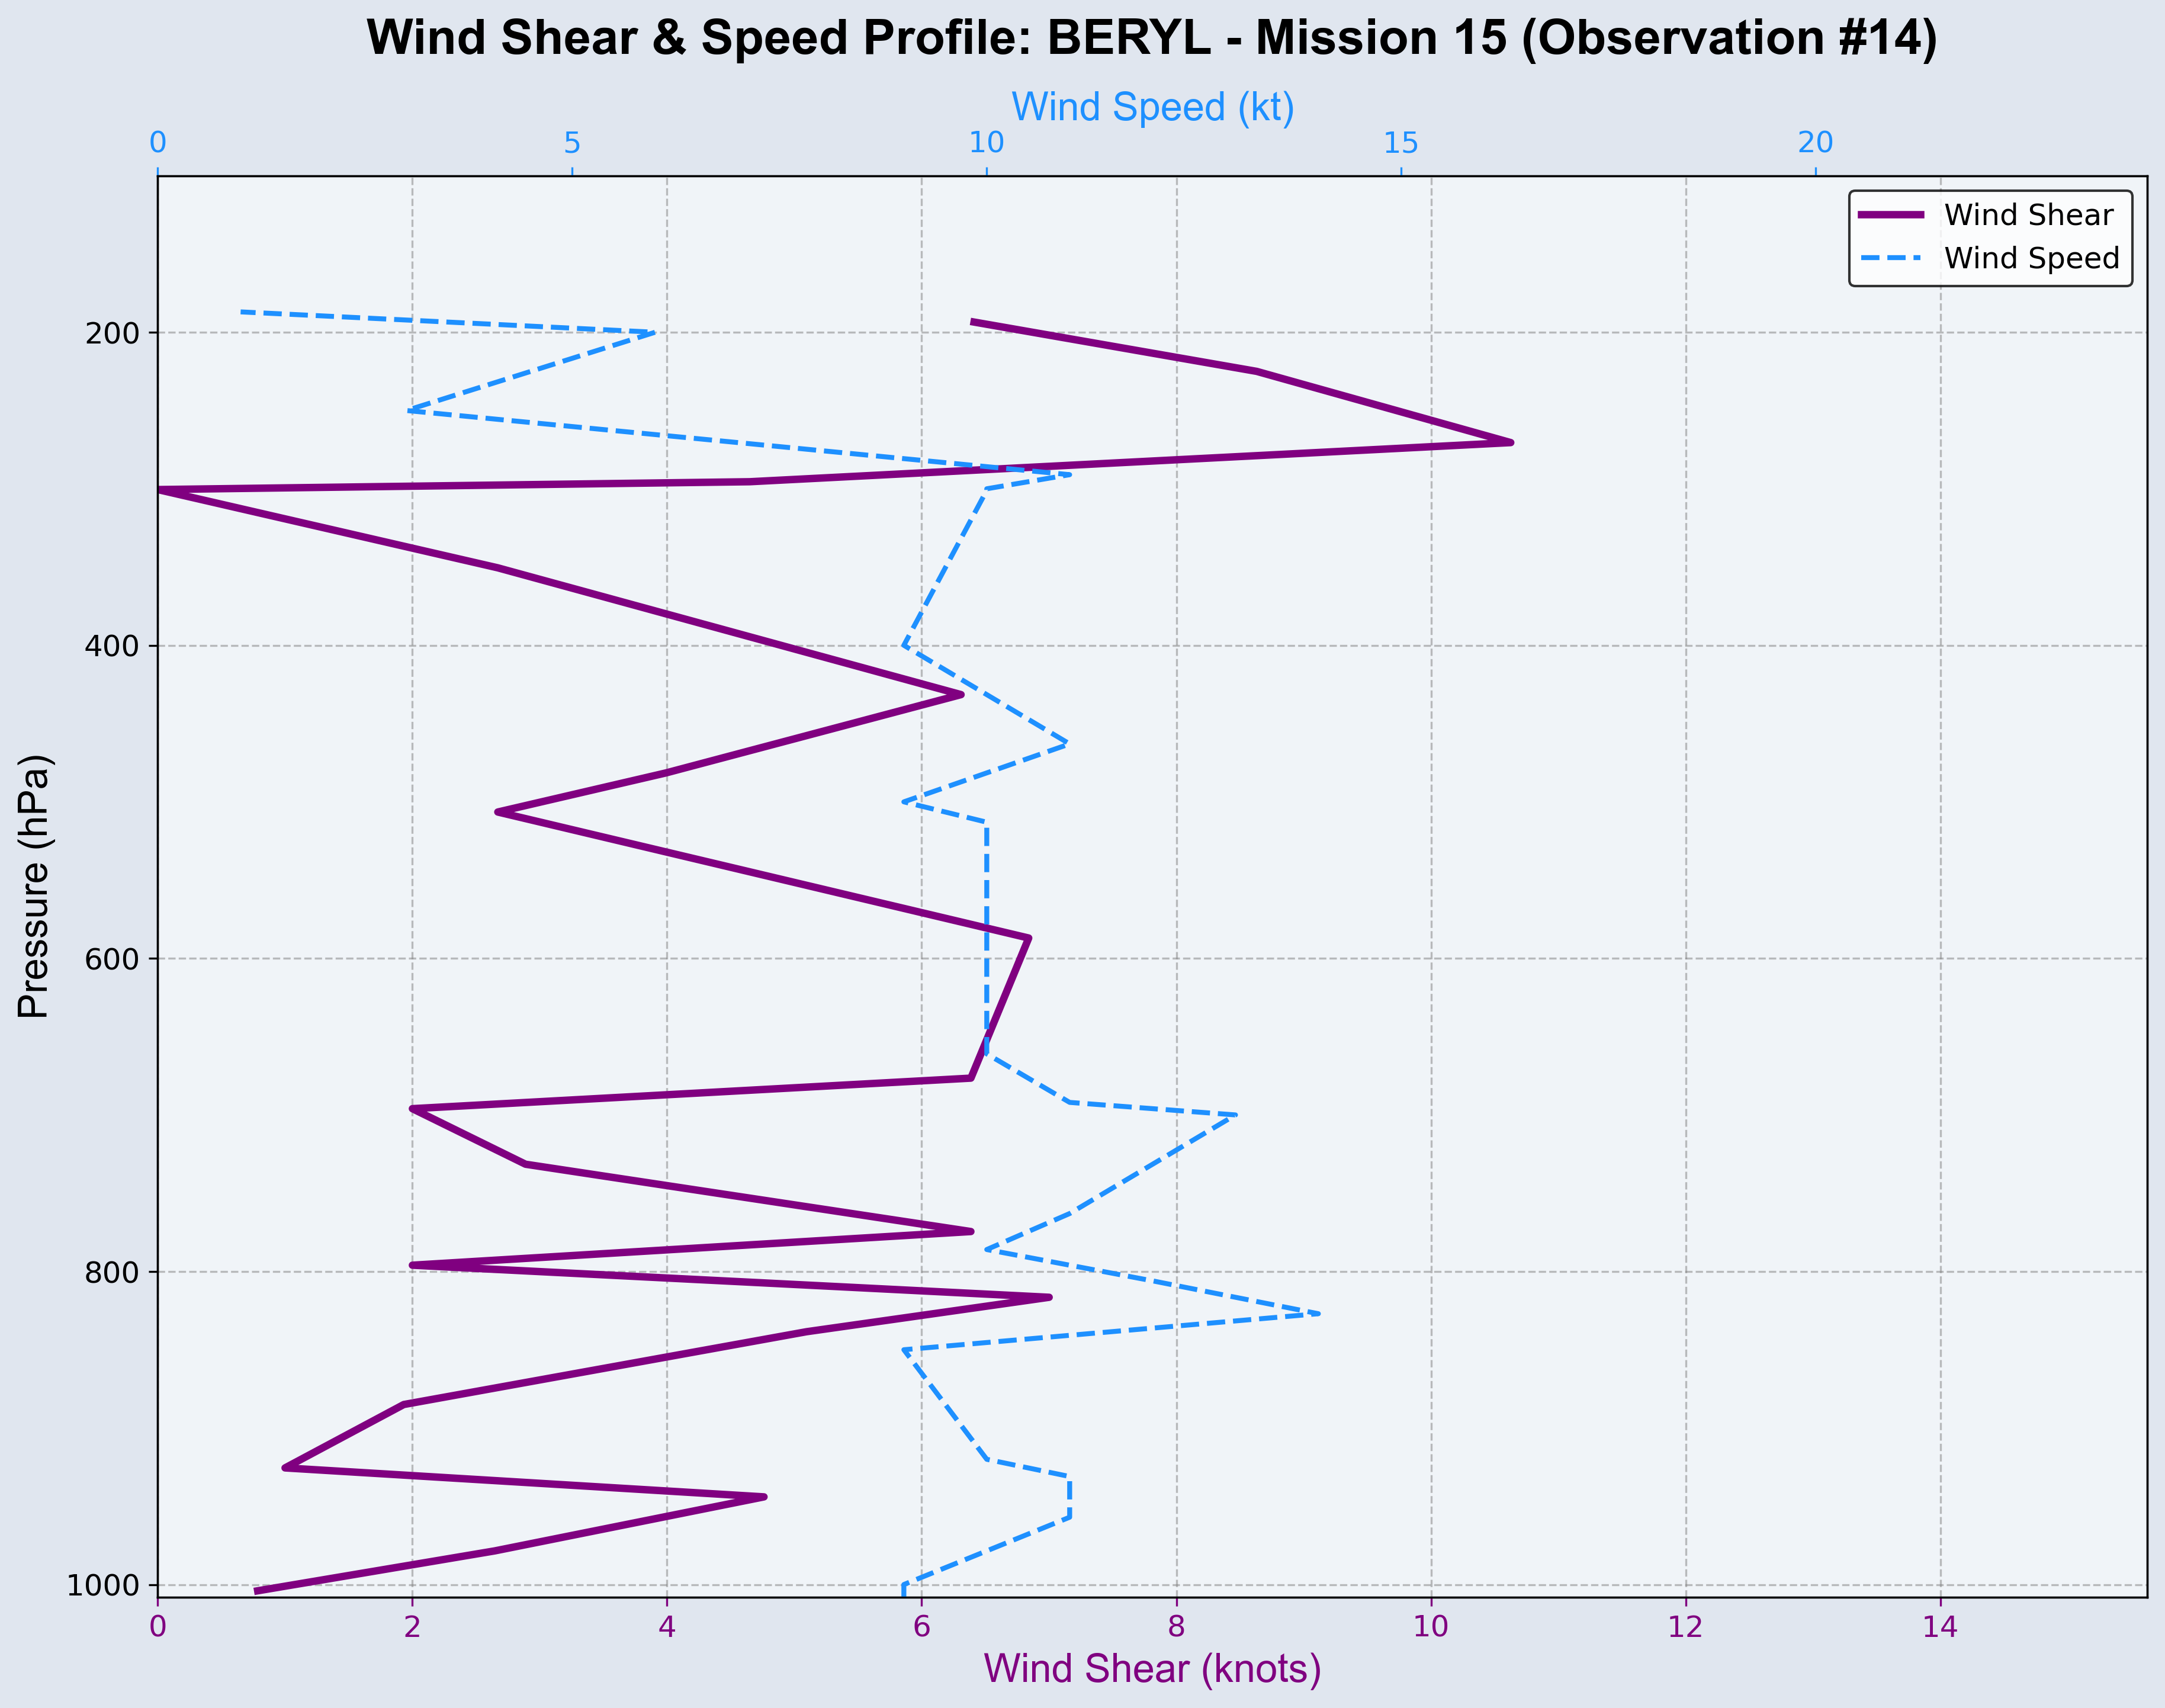 Wind Shear & Speed Profile: BERYL - Mission 15 (Observation #14)
Wind Speed (kt)
0 5 10 15 20
Wind Shear
Wind Speed
200
400
600
800
1000
Pressure (hPa)
0 2 4 6 8 10 12 14
Wind Shear (knots)